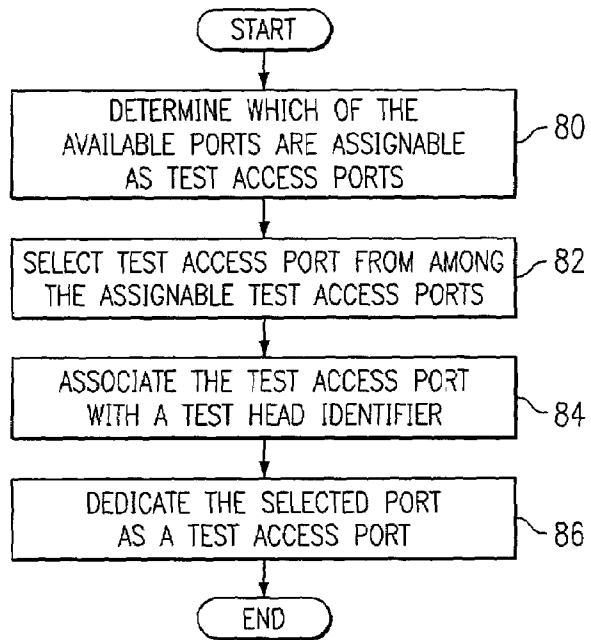 START
DETERMINE WHICH OF THE
AVAILABLE PORTS ARE ASSIGNABLE
AS TEST ACCESS PORTS
80
SELECT TEST ACCESS PORT FROM AMONG
THE ASSIGNABLE TEST ACCESS PORTS
82
ASSOCIATE THE TEST ACCESS PORT
WITH A TEST HEAD IDENTIFIER
84
DEDICATE THE SELECTED PORT
AS A TEST ACCESS PORT
86
END